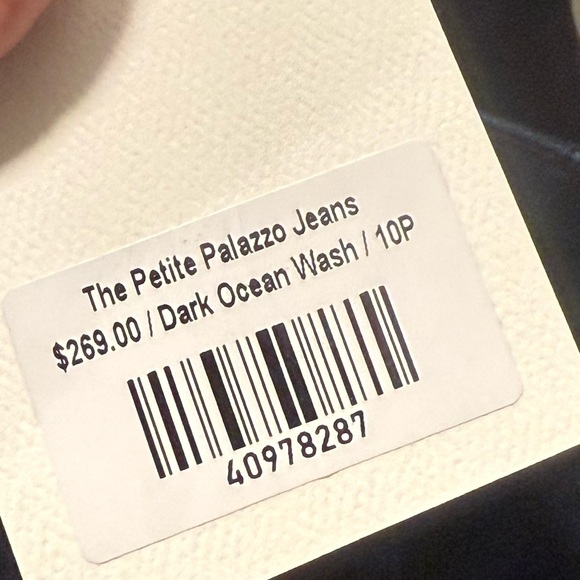 The Petite Palazzo Jeans
$269.00 / Dark Ocean Wash / 10P
40978287